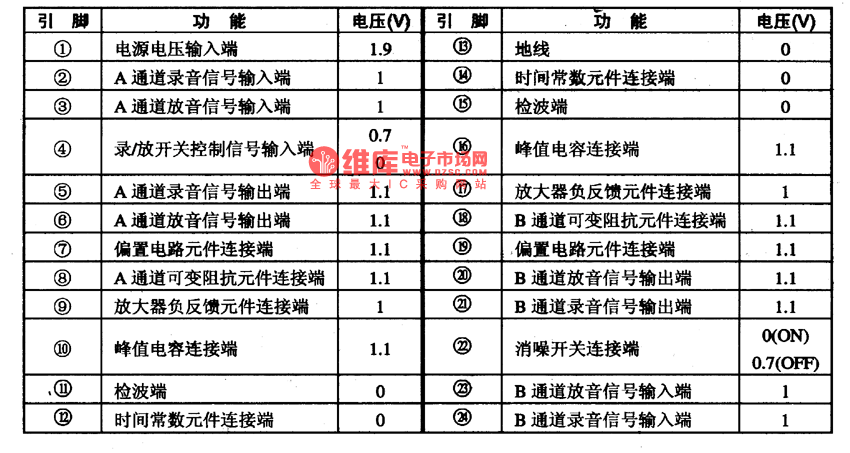 引 脚 功 能 电压(V) 引 脚 功 能 电压(V)
① 电源电压输入端 1.9 ⑬ 地线 0
② A 通道录音信号输入端 1 ⑭ 时间常数元件连接端 0
③ A 通道放音信号输入端 1 ⑮ 检波端 0
④ 录/放开关控制信号输入端 0.7 0 ⑯ 峰值电容连接端 1.1
维库™电子市场网
WWW.DZSC.COM
全球最大IC采购网站
⑤ A 通道录音信号输出端 1.1 ⑰ 放大器负反馈元件连接端 1
⑥ A 通道放音信号输出端 1.1 ⑱ B 通道可变阻抗元件连接端 1.1
⑦ 偏置电路元件连接端 1.1 ⑲ 偏置电路元件连接端 1.1
⑧ A 通道可变阻抗元件连接端 1.1 ⑳ B 通道放音信号输出端 1.1
⑨ 放大器负反馈元件连接端 1 ㉑ B 通道录音信号输出端 1.1
⑩ 峰值电容连接端 1.1 ㉒ 消噪开关连接端 0(ON) 0.7(OFF)
⑪ 检波端 0 ㉓ B 通道放音信号输入端 1
⑫ 时间常数元件连接端 0 ㉔ B 通道录音信号输入端 1